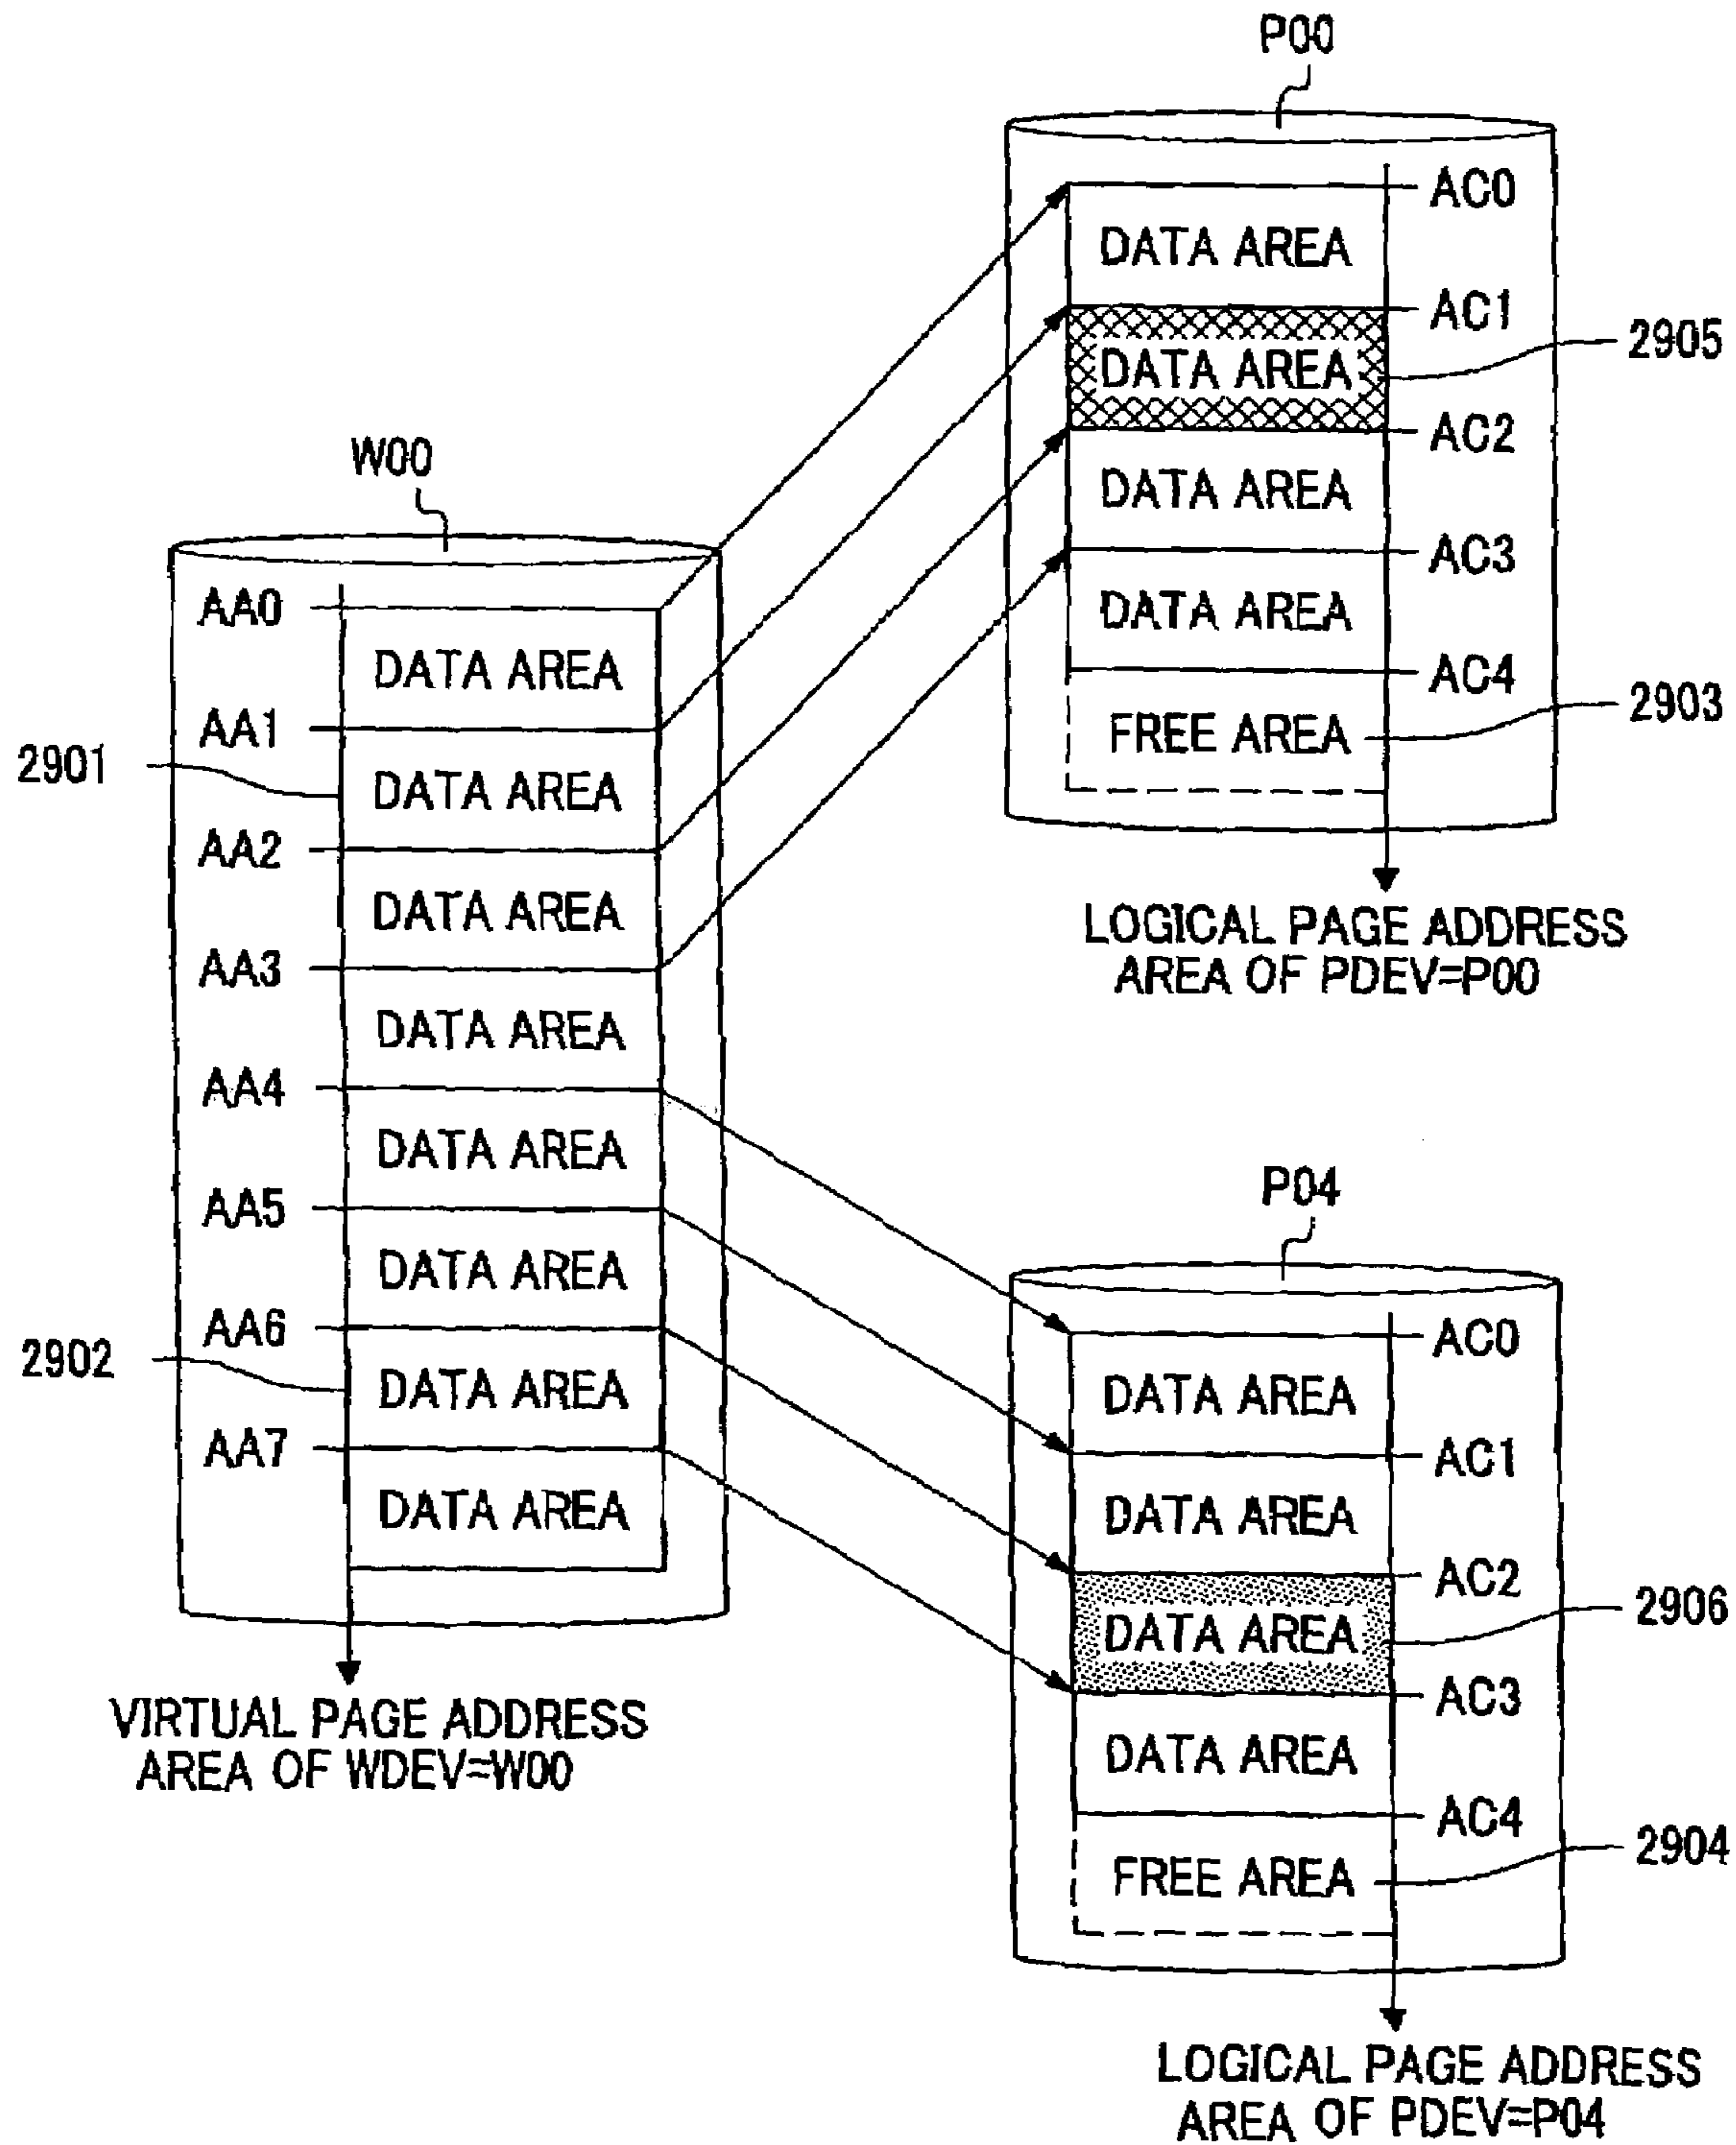 P00
AC0
DATA AREA
AC1
DATA AREA
2905
AC2
DATA AREA
AC3
DATA AREA
AC4
FREE AREA
2903
LOGICAL PAGE ADDRESS
AREA OF PDEV=P00
W00
AA0
DATA AREA
AA1
2901
DATA AREA
AA2
DATA AREA
AA3
DATA AREA
AA4
DATA AREA
AA5
DATA AREA
AA6
2902
DATA AREA
AA7
DATA AREA
VIRTUAL PAGE ADDRESS
AREA OF WDEV=W00
P04
AC0
DATA AREA
AC1
DATA AREA
AC2
2906
DATA AREA
AC3
DATA AREA
AC4
2904
FREE AREA
LOGICAL PAGE ADDRESS
AREA OF PDEV=P04